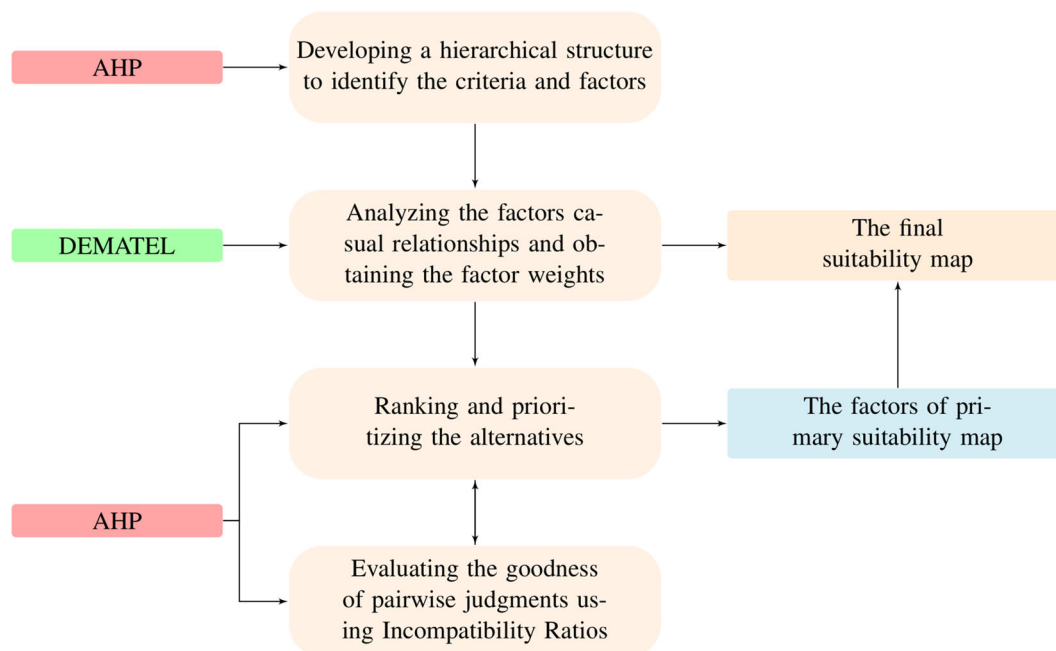 AHP
Developing a hierarchical structure
to identify the criteria and factors
DEMATEL
Analyzing the factors ca-
sual relationships and ob-
taining the factor weights
The final
suitability map
Ranking and priori-
tizing the alternatives
The factors of pri-
mary suitability map
AHP
Evaluating the goodness
of pairwise judgments us-
ing Incompatibility Ratios